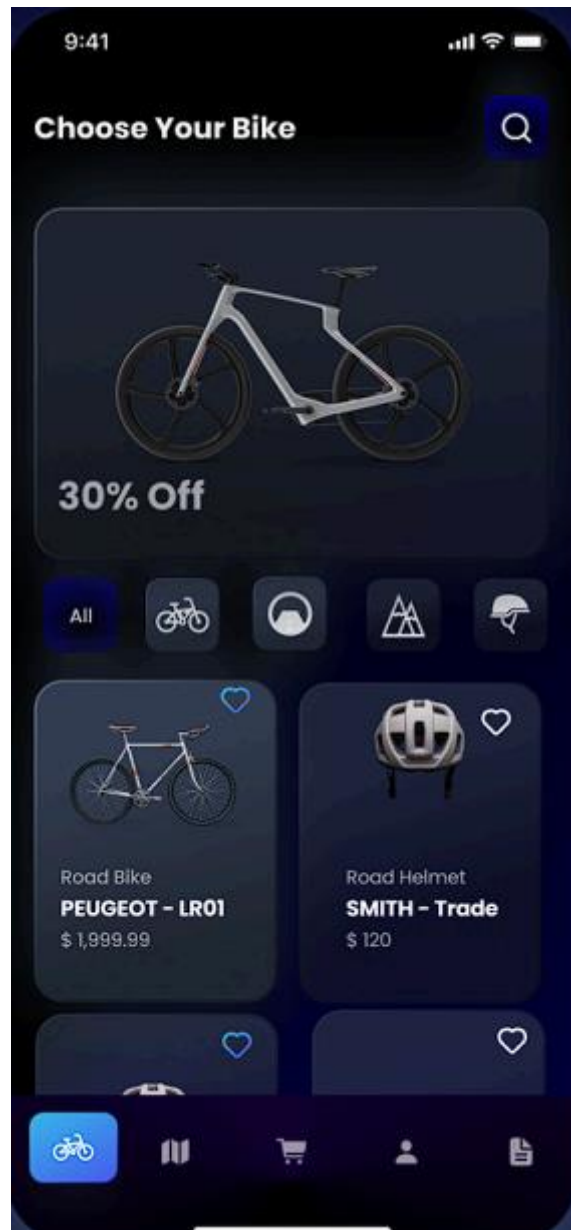 9:41
Choose Your Bike
30% Off
All
Road Bike
PEUGEOT - LR01
$ 1,999.99
Road Helmet
SMITH - Trade
$ 120